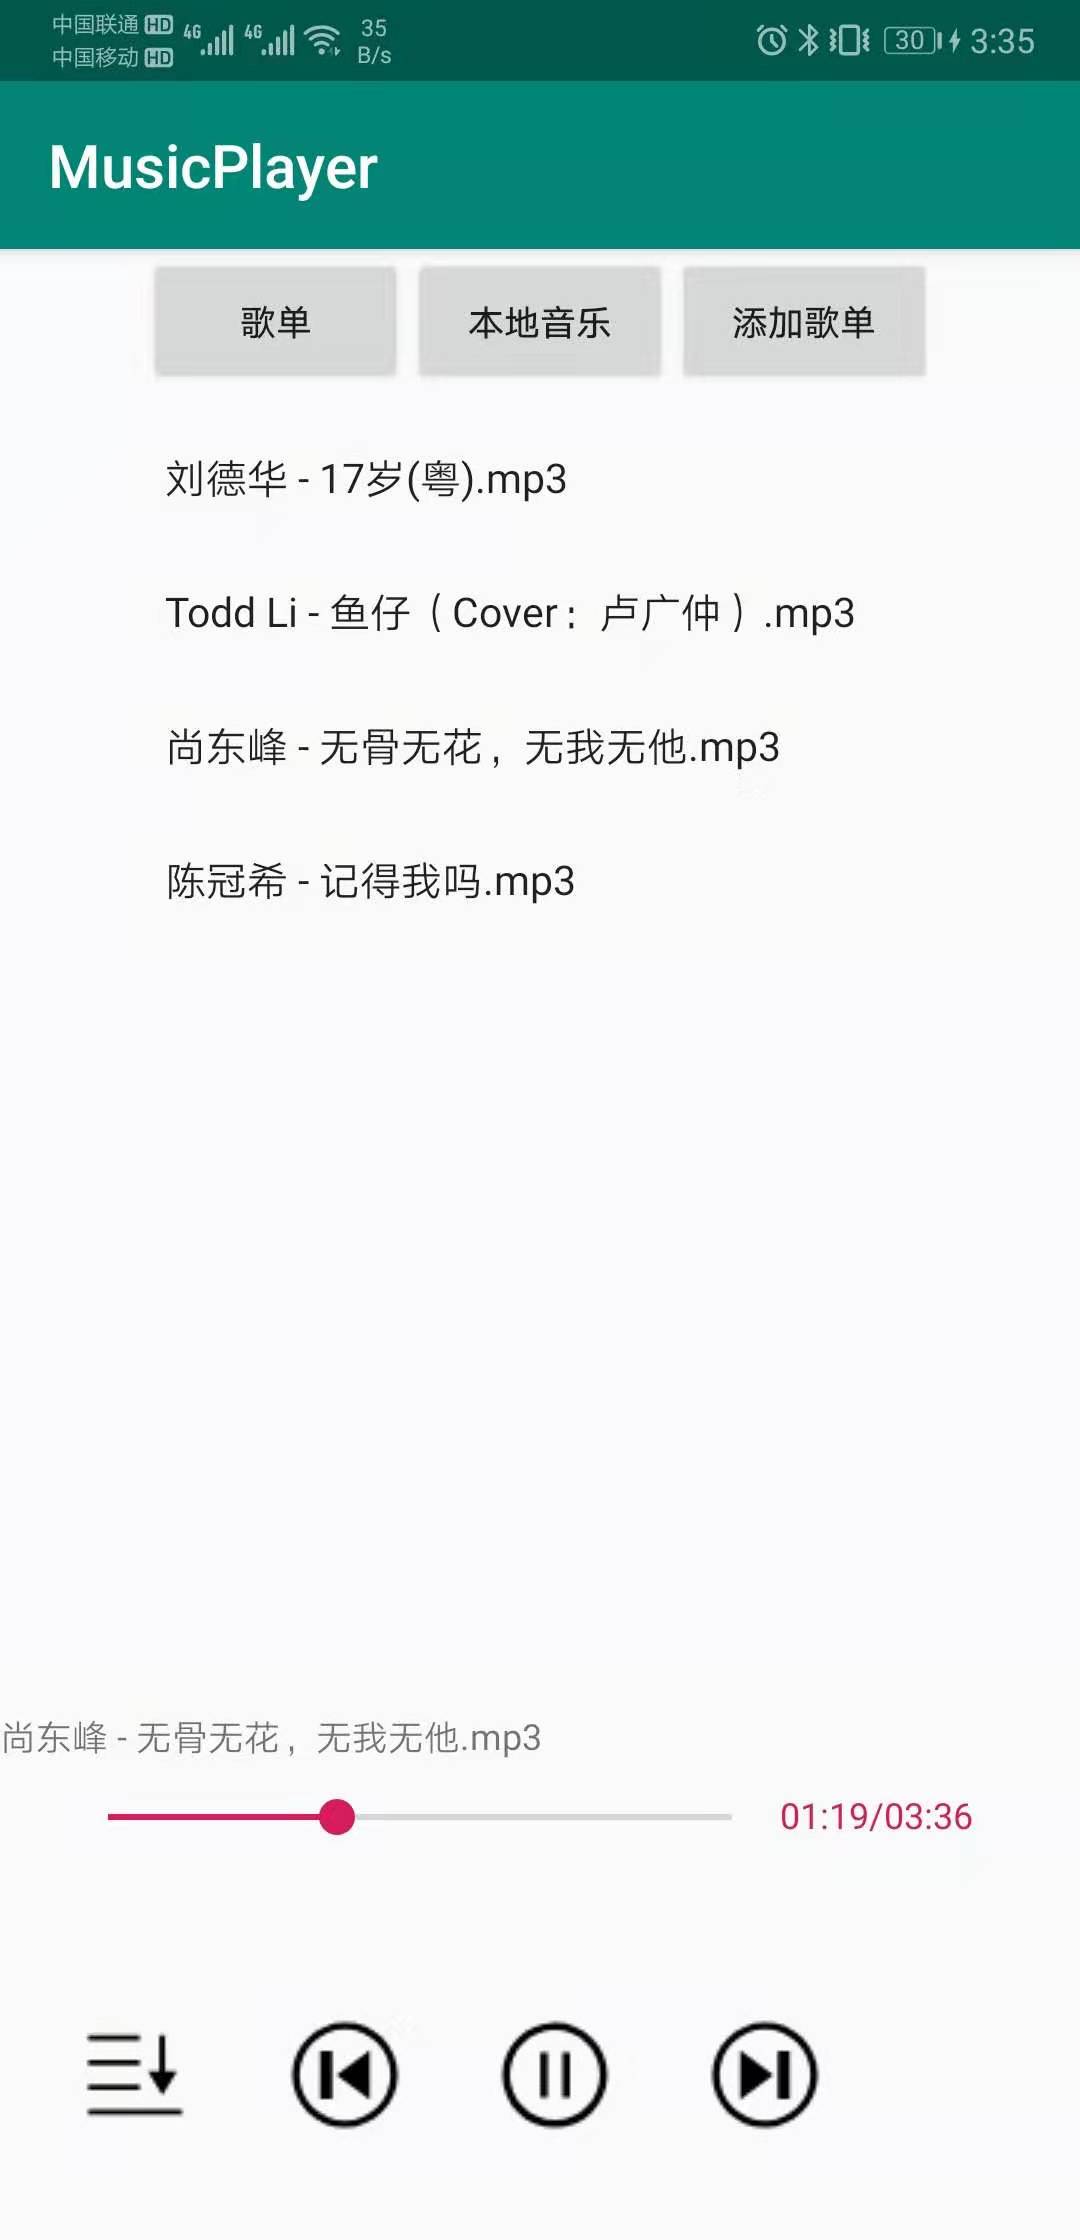 中国联通 HD 4G 4G 35
中国移动 HD B/s 30 3:35
MusicPlayer
歌单 本地音乐 添加歌单
刘德华 - 17岁(粤).mp3
Todd Li - 鱼仔（Cover：卢广仲）.mp3
尚东峰 - 无骨无花，无我无他.mp3
陈冠希 - 记得我吗.mp3
尚东峰 - 无骨无花，无我无他.mp3
01:19/03:36